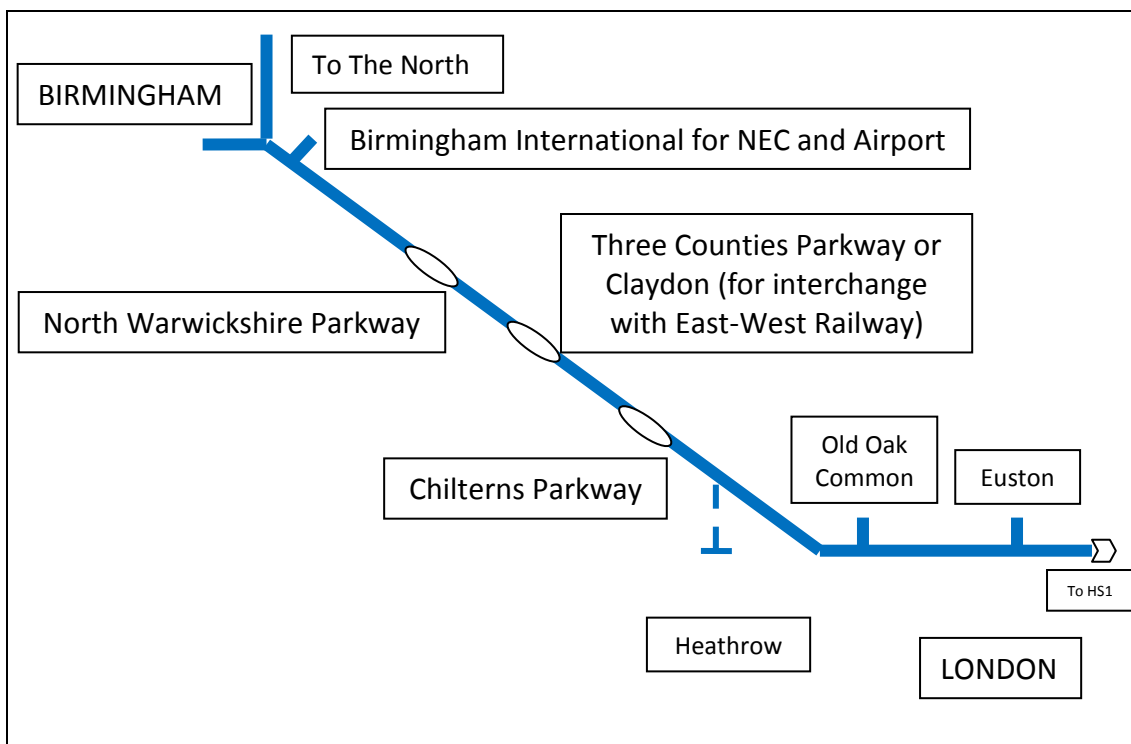 To The North
BIRMINGHAM
Birmingham International for NEC and Airport
Three Counties Parkway or
Claydon (for interchange
with East-West Railway)
North Warwickshire Parkway
Old Oak
Common
Euston
Chilterns Parkway
To HS1
Heathrow
LONDON